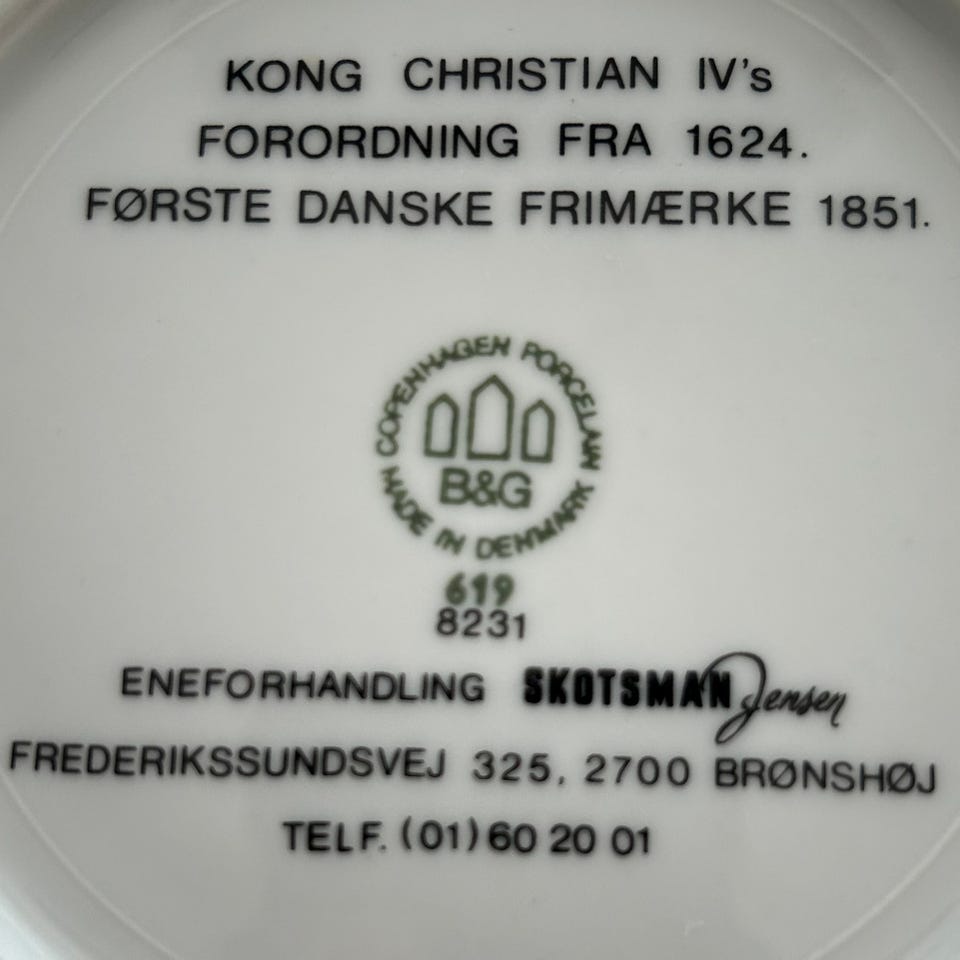 KONG CHRISTIAN IV's
FORORDNING FRA 1624.
FØRSTE DANSKE FRIMÆRKE 1851.
COPENHAGEN PORCELAIN
B&G
MADE IN DENMARK
619
8231
ENEFORHANDLING SKOTSMAN Jensen
FREDERIKSSUNDSVEJ 325, 2700 BRØNSHØJ
TELF. (01) 60 20 01